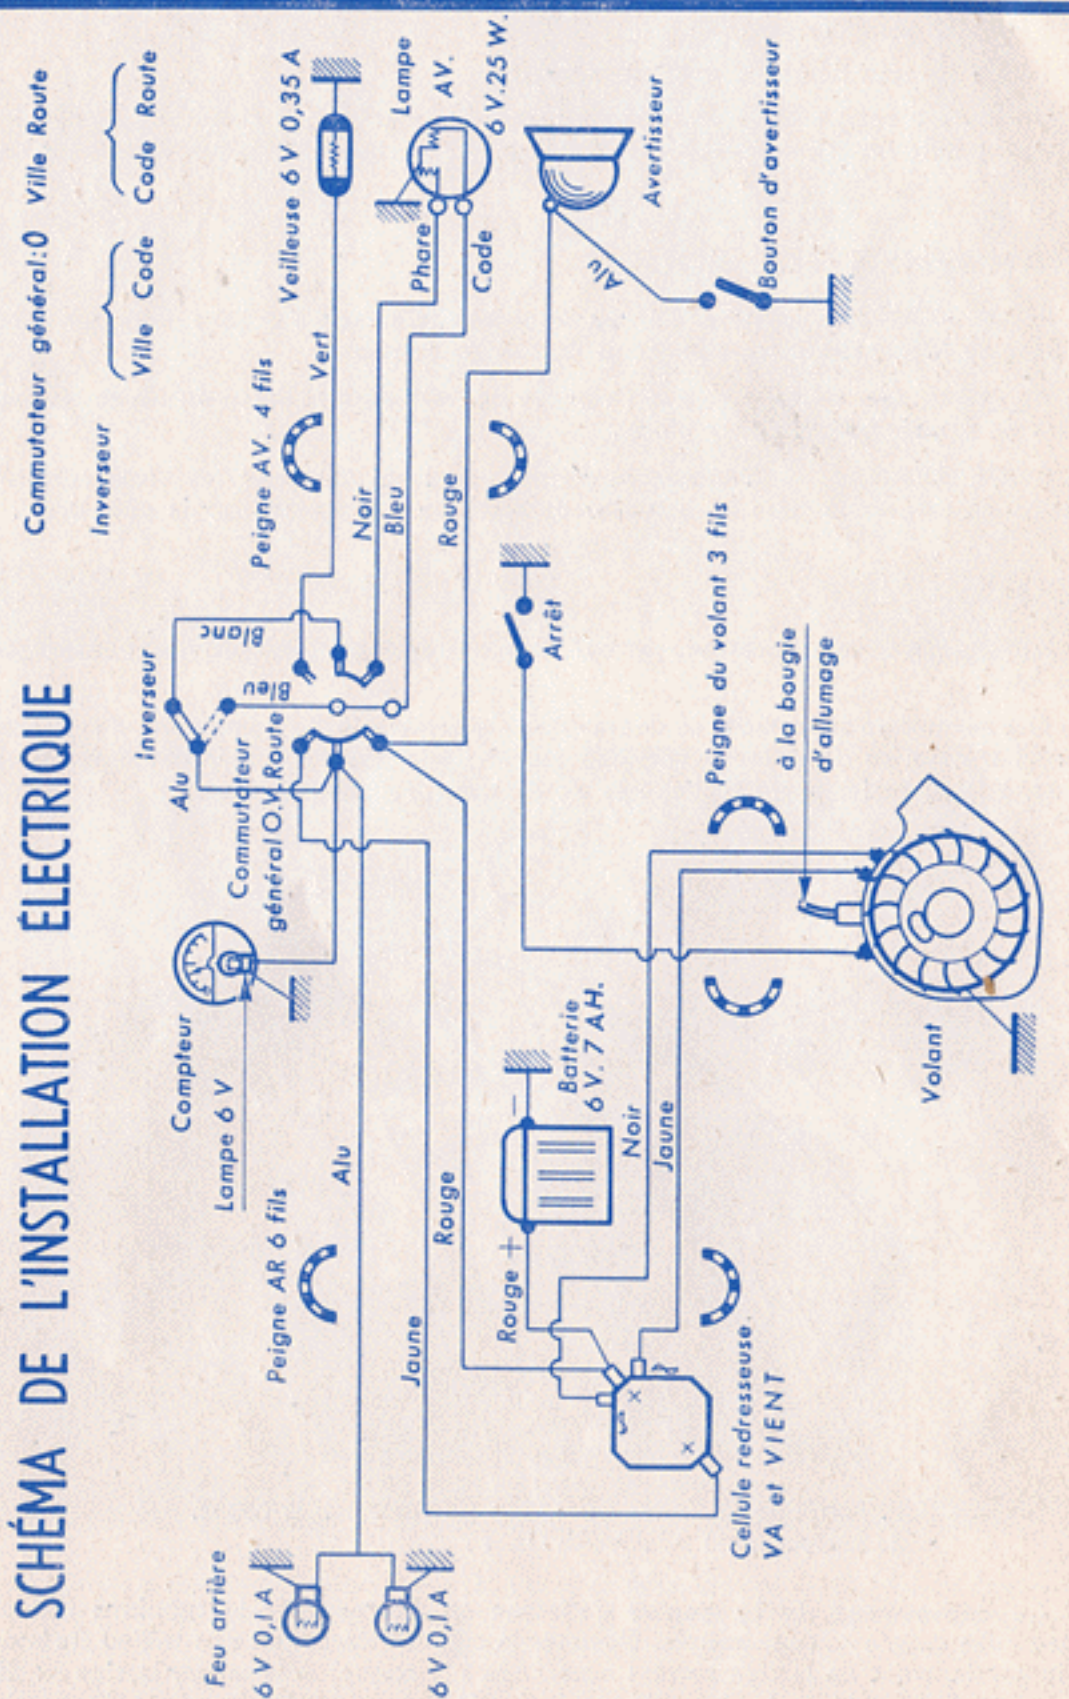 SCHÉMA DE L'INSTALLATION ÉLECTRIQUE
Commutateur général:O Ville Route
Inverseur
Ville Code
Code Route
Feu arrière
6 V 0,1 A
6 V 0,1 A
Peigne AR 6 fils
Alu
Jaune
Rouge
Compteur
Lampe 6 V
Commutateur
général O.V. Route
Inverseur
Alu
Bleu
Blanc
Peigne AV. 4 fils
Vert
Veilleuse 6 V 0,35 A
Noir
Bleu
Rouge
Phare
Code
Lampe
AV.
6 V. 25 W.
Avertisseur
Alu
Bouton d'avertisseur
Arrêt
Rouge +
-
Batterie
6 V. 7 A H.
Noir
Jaune
Cellule redresseuse
VA et VIENT
X
X
Peigne du volant 3 fils
à la bougie
d'allumage
Volant